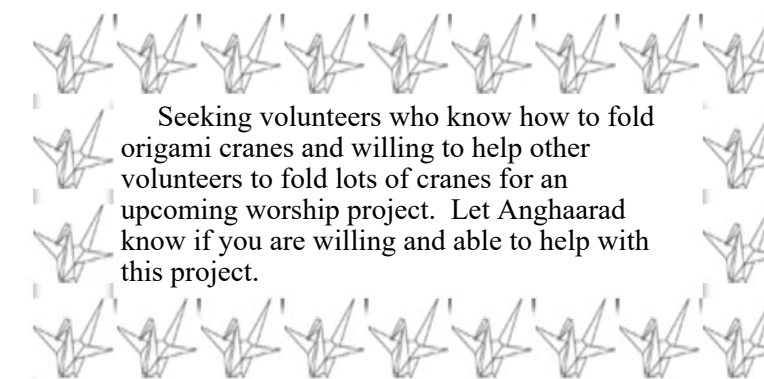 Seeking volunteers who know how to fold
origami cranes and willing to help other
volunteers to fold lots of cranes for an
upcoming worship project.  Let Anghaarad
know if you are willing and able to help with
this project.